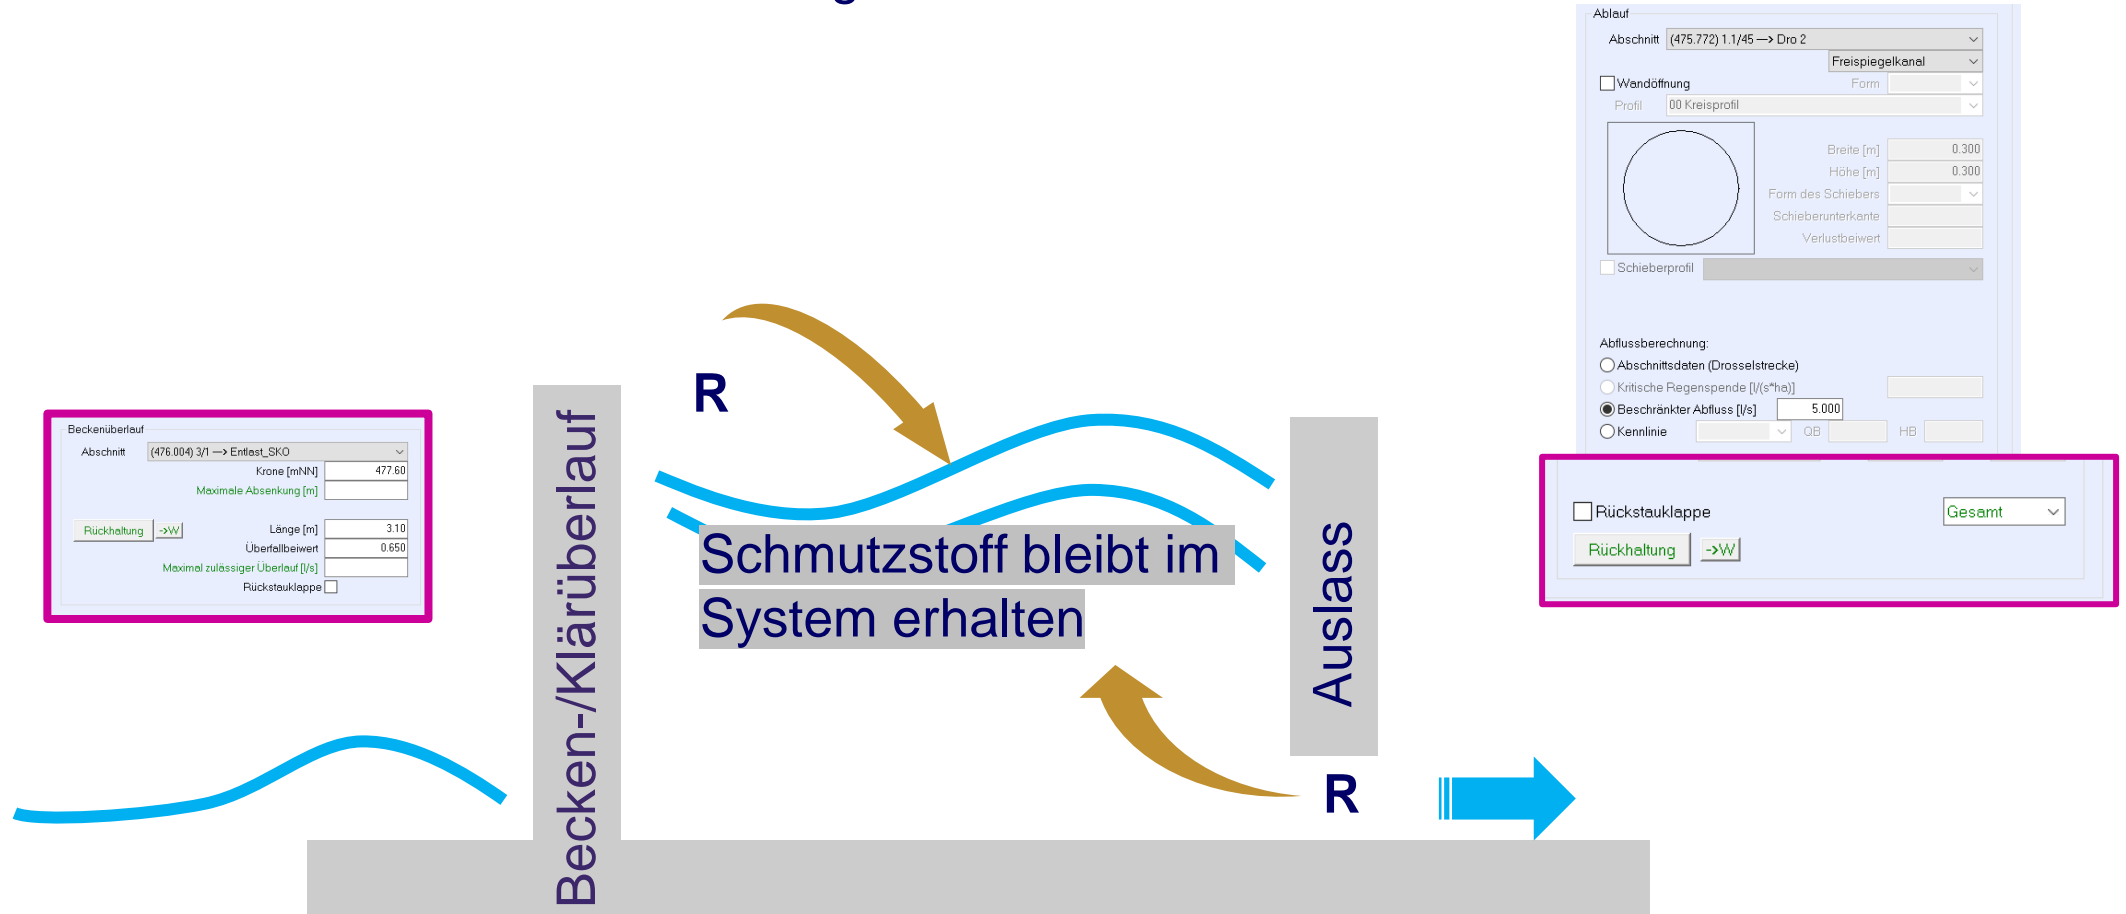 g
Ablauf
Abschnitt (475.772) 1.1/45 —> Dro 2
Freispiegelkanal
Wandöffnung Form
Profil 00 Kreisprofil
Breite [m] 0.300
Höhe [m] 0.300
Form des Schiebers
Schieberunterkante
Verlustbeiwert
Schieberprofil
Abflussberechnung:
Abschnittsdaten (Drosselstrecke)
Kritische Regenspende [l/(s*ha)]
Beschränkter Abfluss [l/s] 5.000
Kennlinie QB HB
Rückstauklappe Gesamt
Rückhaltung ->W
Beckenüberlauf
Abschnitt (476.004) 3/1 —> Entlast_SKO
Krone [mNN] 477.60
Maximale Absenkung [m]
Rückhaltung ->W Länge [m] 3.10
Überfallbeiwert 0.650
Maximal zulässiger Überlauf [l/s]
Rückstauklappe
Becken-/Klärüberlauf
R
Schmutzstoff bleibt im
System erhalten
Auslass
R